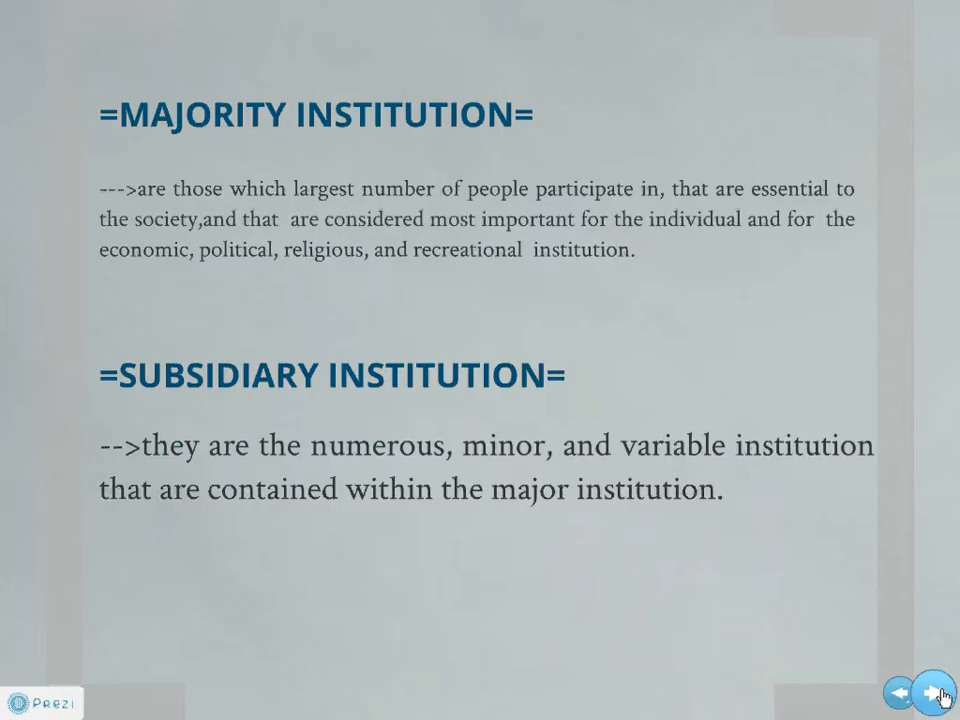 =MAJORITY INSTITUTION=
--->are those which largest number of people participate in, that are essential to
the society,and that are considered most important for the individual and for the
economic, political, religious, and recreational institution.
=SUBSIDIARY INSTITUTION=
-->they are the numerous, minor, and variable institution
that are contained within the major institution.
Prezi